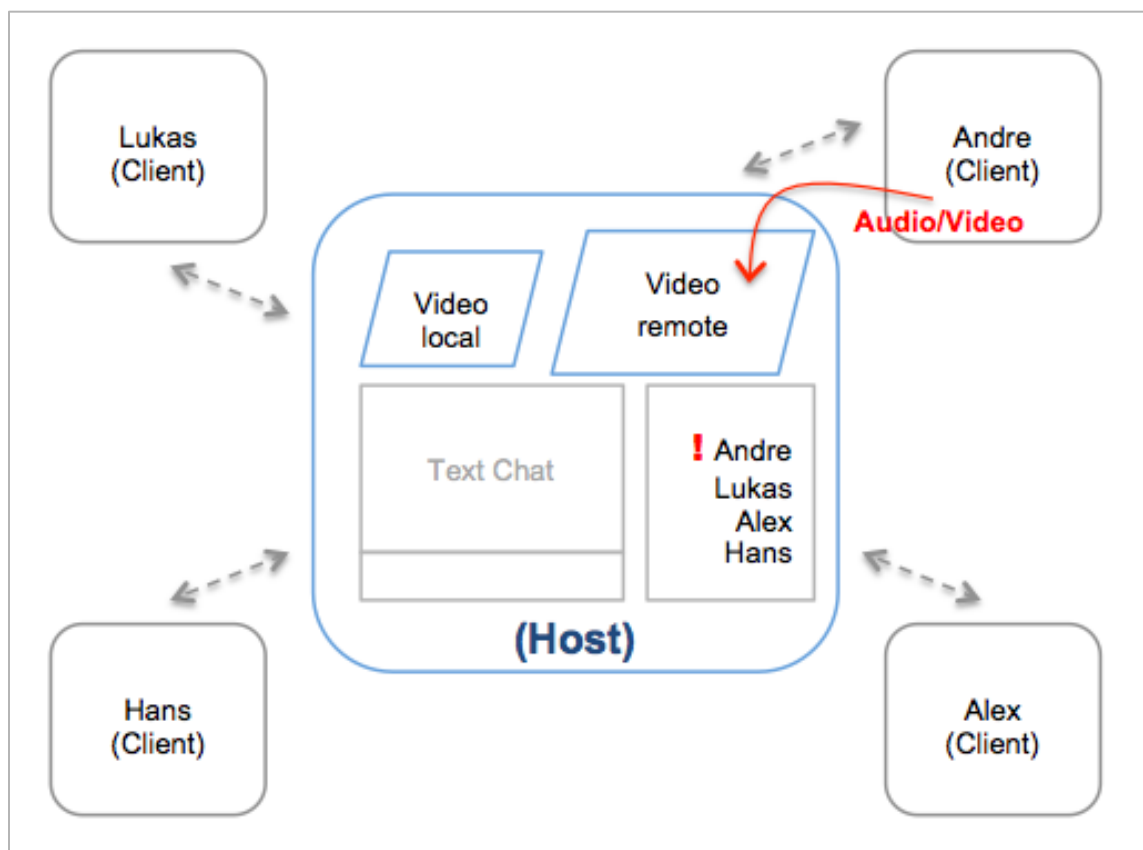 Lukas
(Client)
Andre
(Client)
Audio/Video
Video
local
Video
remote
Text Chat
! Andre
Lukas
Alex
Hans
(Host)
Hans
(Client)
Alex
(Client)